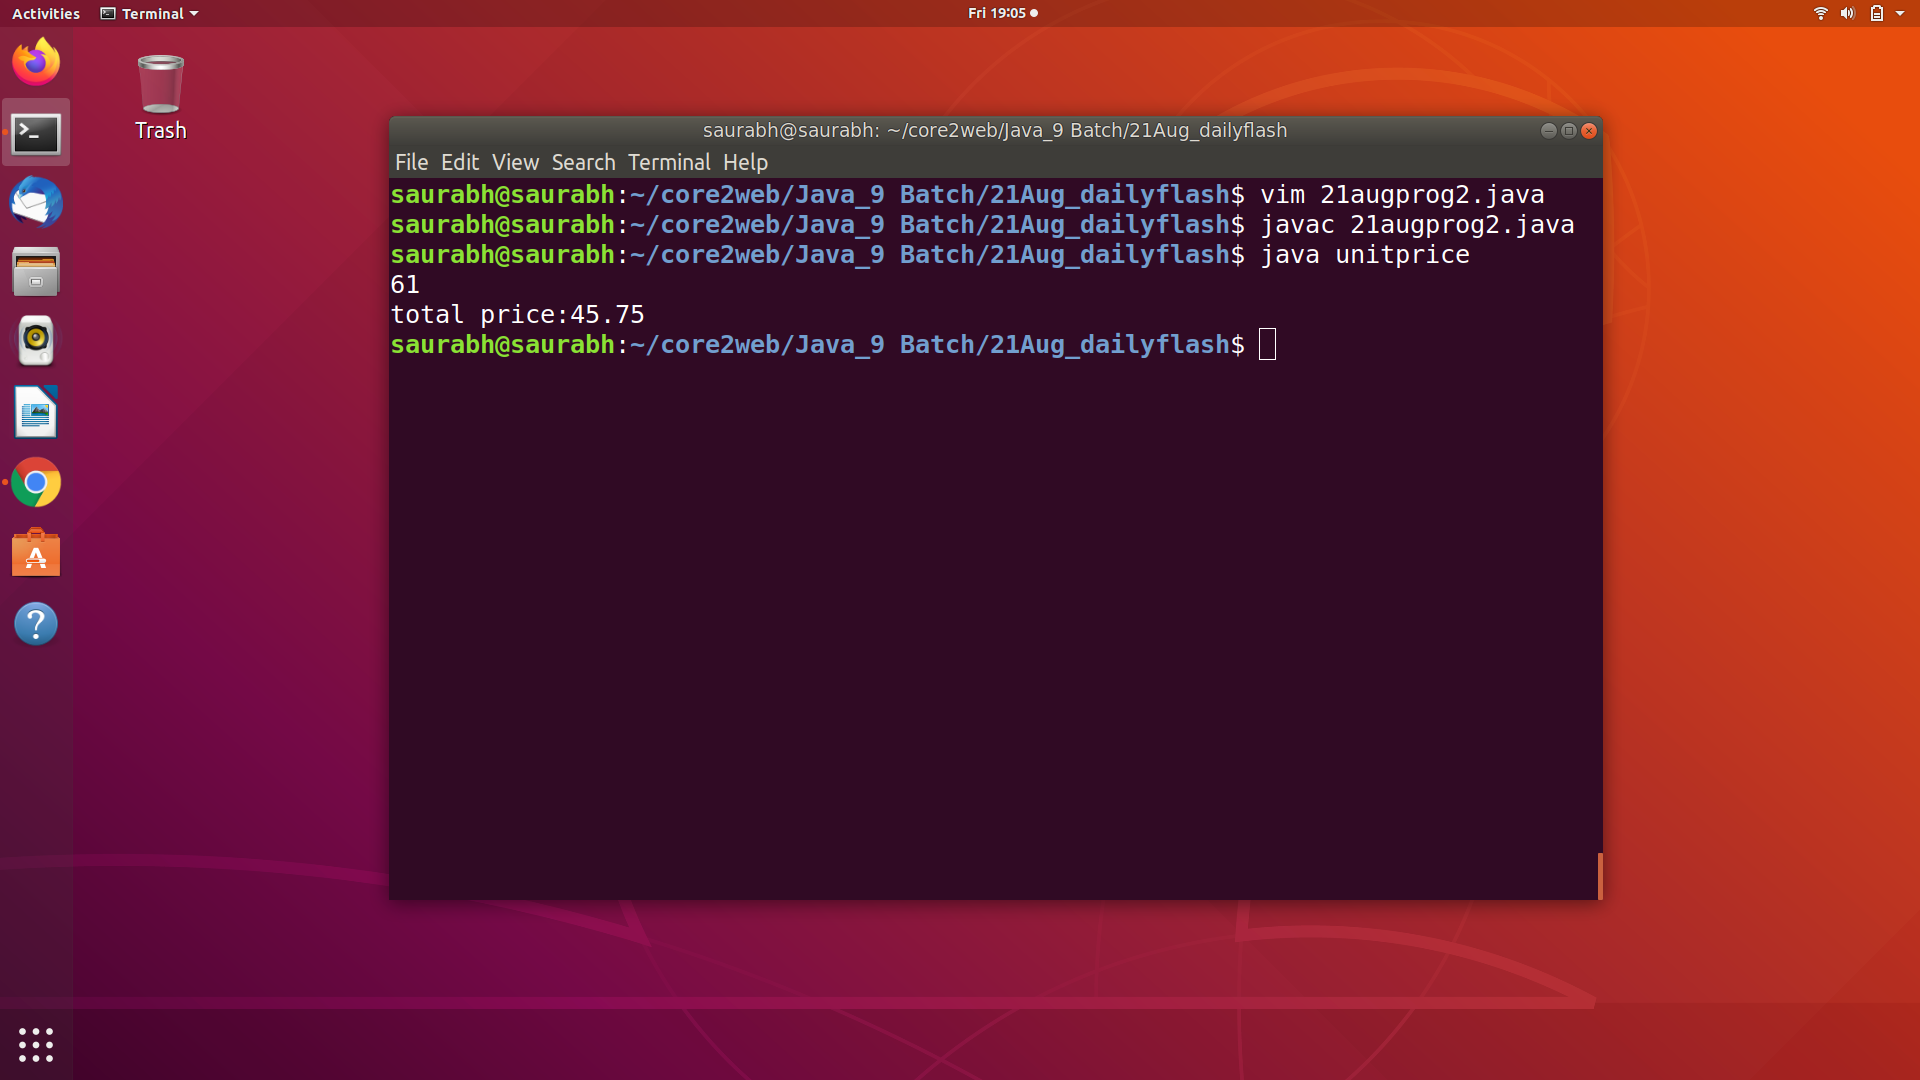 Activities Terminal Fri 19:05
Trash
saurabh@saurabh: ~/core2web/Java_9 Batch/21Aug_dailyflash
File Edit View Search Terminal Help
saurabh@saurabh:~/core2web/Java_9 Batch/21Aug_dailyflash$ vim 21augprog2.java
saurabh@saurabh:~/core2web/Java_9 Batch/21Aug_dailyflash$ javac 21augprog2.java
saurabh@saurabh:~/core2web/Java_9 Batch/21Aug_dailyflash$ java unitprice
61
total price:45.75
saurabh@saurabh:~/core2web/Java_9 Batch/21Aug_dailyflash$